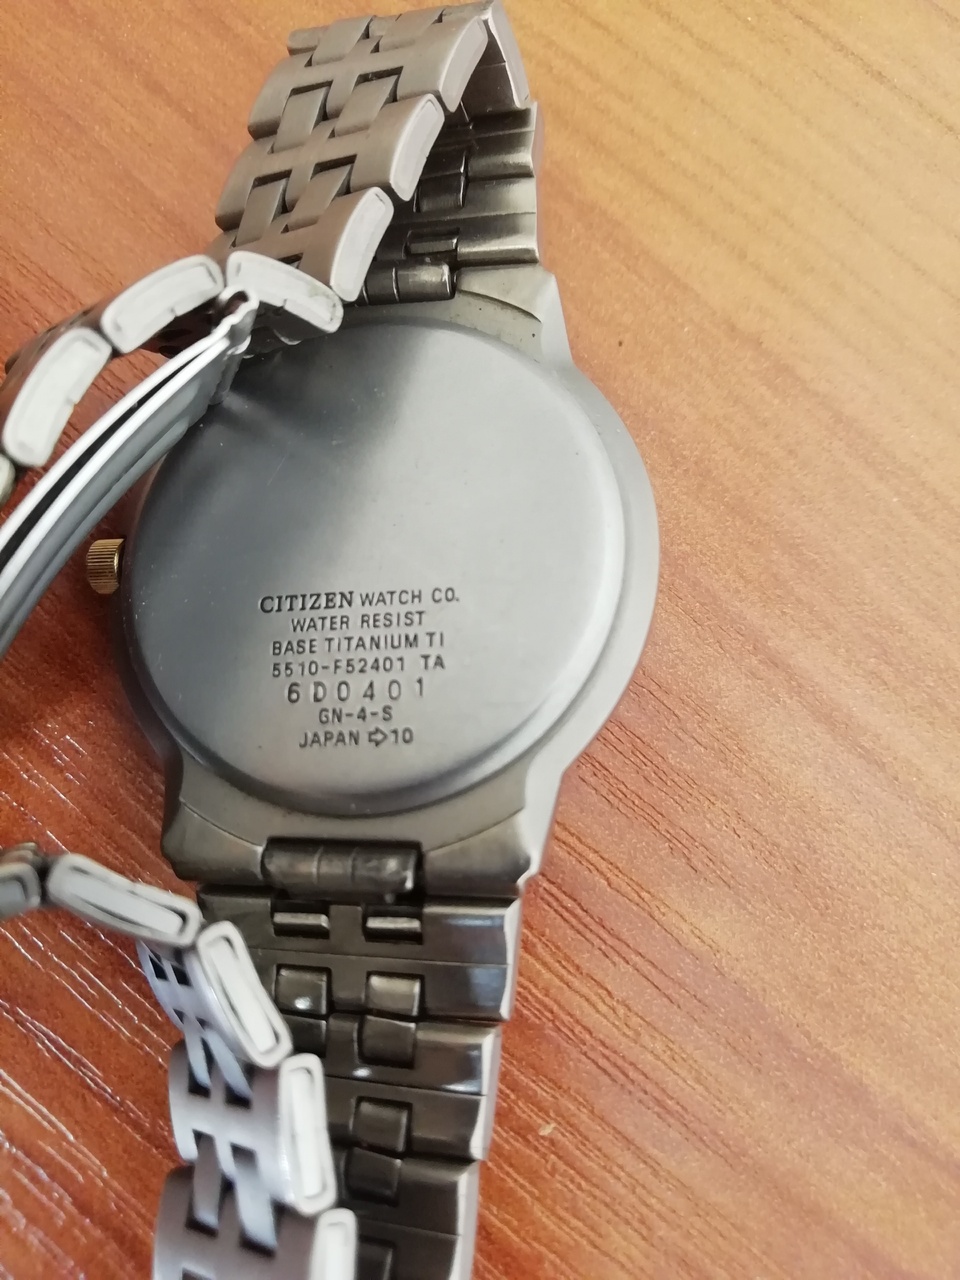 CITIZEN WATCH CO.
WATER RESIST
BASE TITANIUM TI
5510-F52401 TA
6D0401
GN-4-S
JAPAN ⇨10